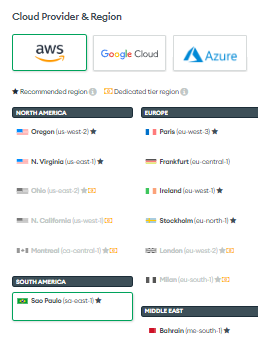 Cloud Provider & Region
aws
Google Cloud
Azure
★ Recommended region
Dedicated tier region
NORTH AMERICA
Oregon (us-west-2) ★
N. Virginia (us-east-1) ★
Ohio (us-east-2) ★
N. California (us-west-1)
Montreal (ca-central-1) ★
SOUTH AMERICA
Sao Paulo (sa-east-1) ★
EUROPE
Paris (eu-west-3) ★
Frankfurt (eu-central-1)
Ireland (eu-west-1) ★
Stockholm (eu-north-1) ★
London (eu-west-2) ★
Milan (eu-south-1) ★
MIDDLE EAST
Bahrain (me-south-1) ★